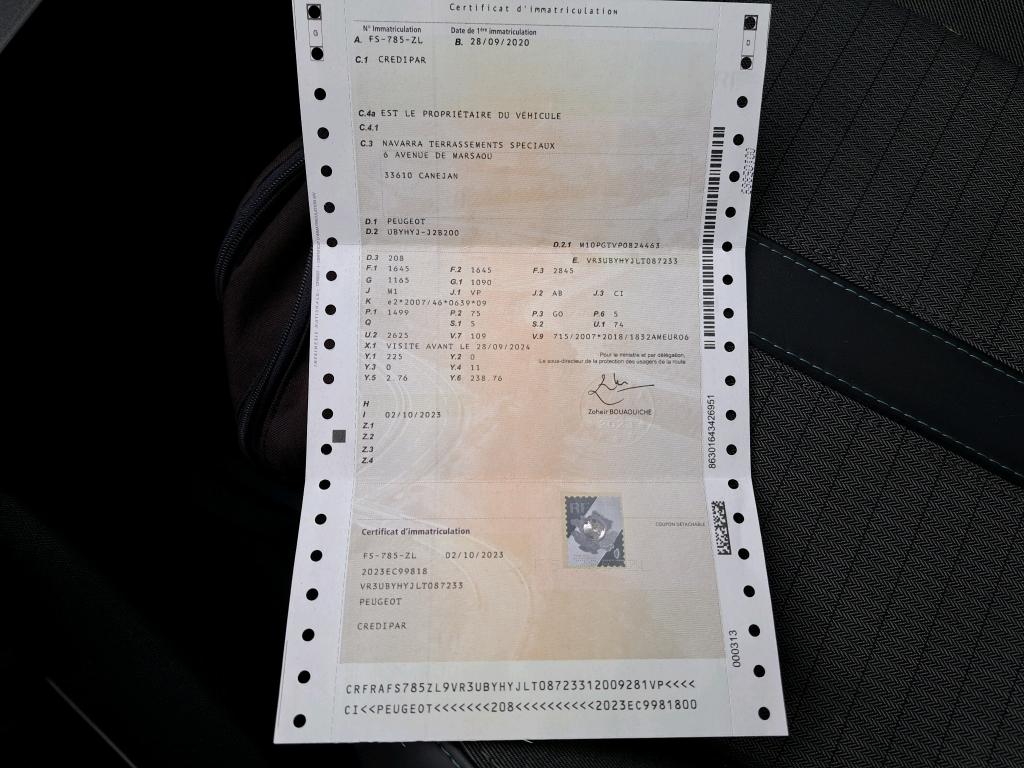 Certificat d'immatriculation
N° Immatriculation Date de 1ère immatriculation
A. FS-785-ZL B. 28/09/2020
C.1 CREDIPAR
C.4a EST LE PROPRIÉTAIRE DU VÉHICULE
C.4.1
C.3 NAVARRA TERRASSEMENTS SPECIAUX
6 AVENUE DE MARSAOU
33610 CANEJAN
D.1 PEUGEOT
D.2 UBYHYJ-J2B200
D.2.1 M10PGTVP0824463
D.3 208 E. VR3UBYHYJLT087233
F.1 1645 F.2 1645 F.3 2845
G 1165 G.1 1090
J M1 J.1 VP J.2 AB J.3 CI
K e2*2007/46*0639*09
P.1 1499 P.2 75 P.3 GO P.6 5
Q S.1 5 S.2 U.1 74
U.2 2625 V.7 109 V.9 715/2007*2018/1832AMEURO6
X.1 VISITE AVANT LE 28/09/2024
Y.1 225 Y.2 0
Y.3 0 Y.4 11
Y.5 2.76 Y.6 238.76
Pour le ministre et par délégation,
Le sous-directeur de la protection des usagers de la route
Zoheir BOUAOUICHE
H
I 02/10/2023
Z.1
Z.2
Z.3
Z.4
86301643426951
COUPON DÉTACHABLE
Certificat d'immatriculation
FS-785-ZL 02/10/2023
2023EC99818
VR3UBYHYJLT087233
PEUGEOT
CREDIPAR
RF
000313
CRFRAFS785ZL9VR3UBYHYJLT08723312009281VP<<<<
CI<<PEUGEOT<<<<<<<208<<<<<<<<<<2023EC9981800
G
D